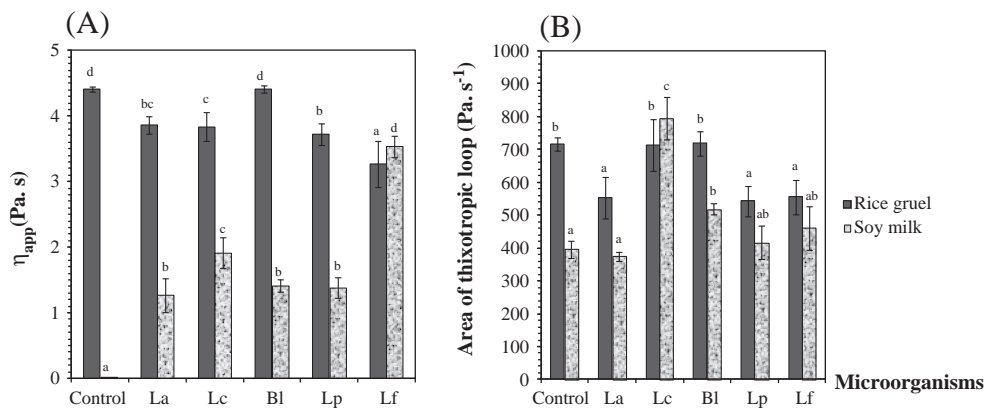 (A)
5
4
3
2
1
0
ηapp(Pa. s)
d
a
bc
b
c
c
d
b
b
b
a
d
Control La Lc Bl Lp Lf
(B)
1000
900
800
700
600
500
400
300
200
100
0
Area of thixotropic loop (Pa. s-1)
b
a
a
a
b
c
b
b
a
ab
a
ab
Control La Lc Bl Lp Lf
Rice gruel
Soy milk
Microorganisms